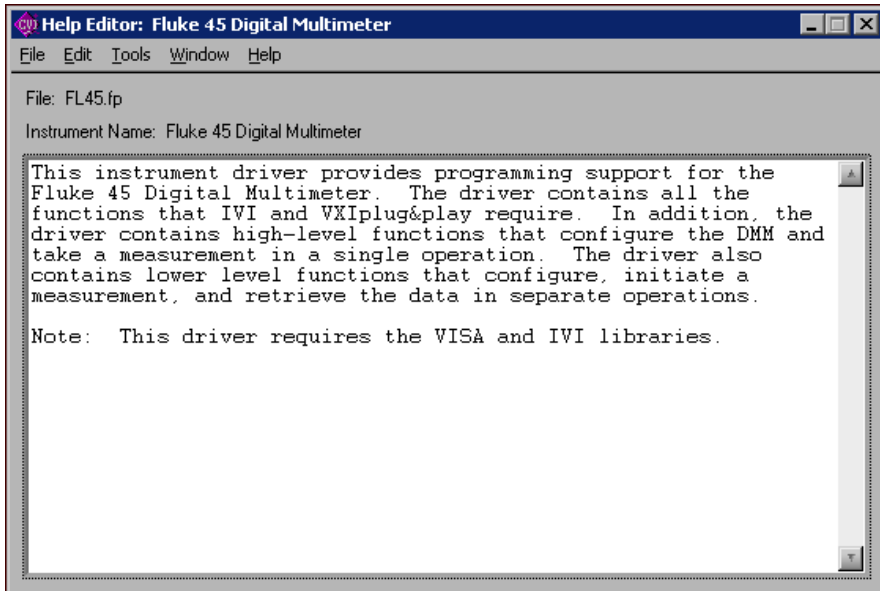 CVI Help Editor: Fluke 45 Digital Multimeter
File Edit Tools Window Help
File: FL45.fp
Instrument Name: Fluke 45 Digital Multimeter
This instrument driver provides programming support for the
Fluke 45 Digital Multimeter.  The driver contains all the
functions that IVI and VXIplug&play require.  In addition, the
driver contains high-level functions that configure the DMM and
take a measurement in a single operation.  The driver also
contains lower level functions that configure, initiate a
measurement, and retrieve the data in separate operations.
Note:  This driver requires the VISA and IVI libraries.